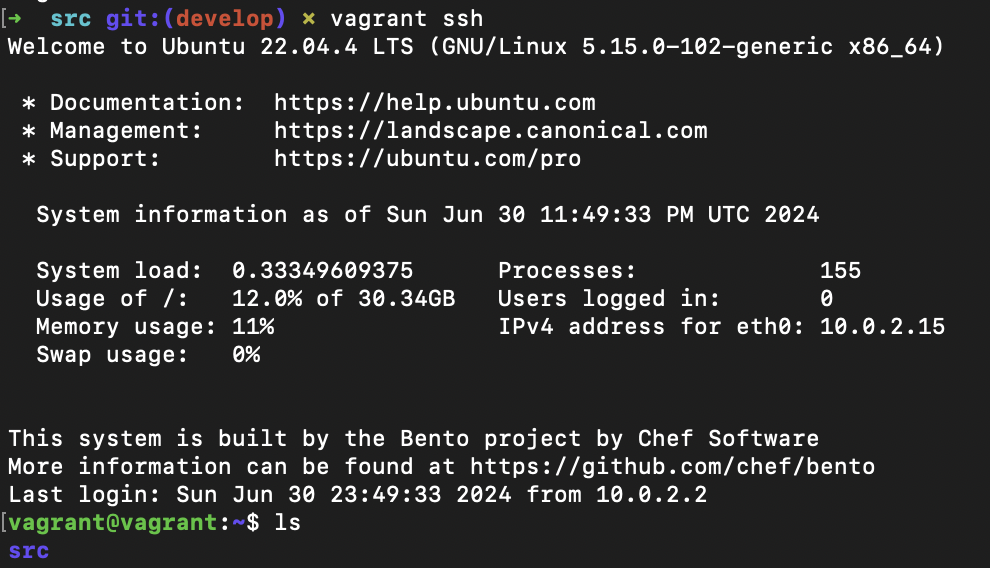 [➜  src git:(develop) ✗ vagrant ssh
Welcome to Ubuntu 22.04.4 LTS (GNU/Linux 5.15.0-102-generic x86_64)

 * Documentation:  https://help.ubuntu.com
 * Management:     https://landscape.canonical.com
 * Support:        https://ubuntu.com/pro

  System information as of Sun Jun 30 11:49:33 PM UTC 2024

  System load:  0.33349609375      Processes:             155
  Usage of /:   12.0% of 30.34GB   Users logged in:       0
  Memory usage: 11%                IPv4 address for eth0: 10.0.2.15
  Swap usage:   0%


This system is built by the Bento project by Chef Software
More information can be found at https://github.com/chef/bento
Last login: Sun Jun 30 23:49:33 2024 from 10.0.2.2
[vagrant@vagrant:~$ ls
src